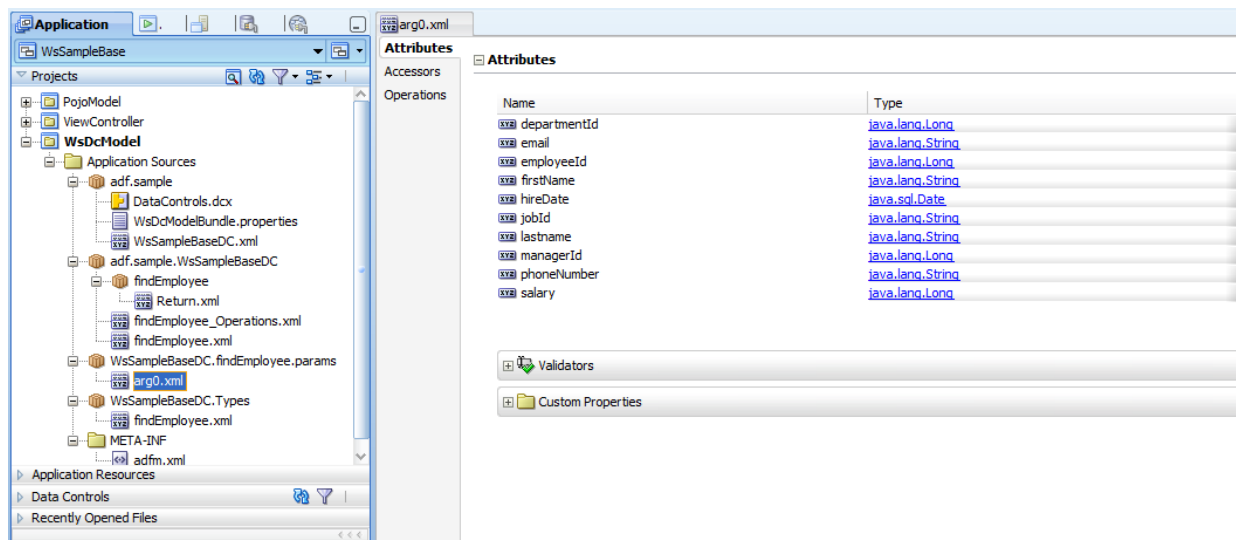 Application
arg0.xml
WsSampleBase
Attributes
Accessors
Operations
Attributes
Projects
Name Type
PojoModel
ViewController
WsDcModel
Application Sources
adf.sample
DataControls.dcx
WsDcModelBundle.properties
WsSampleBaseDC.xml
adf.sample.WsSampleBaseDC
findEmployee
Return.xml
findEmployee_Operations.xml
findEmployee.xml
WsSampleBaseDC.findEmployee.params
arg0.xml
WsSampleBaseDC.Types
findEmployee.xml
META-INF
adfm.xml
Application Resources
Data Controls
Recently Opened Files
departmentId java.lang.Long
email java.lang.String
employeeId java.lang.Long
firstName java.lang.String
hireDate java.sql.Date
jobId java.lang.String
lastname java.lang.String
managerId java.lang.Long
phoneNumber java.lang.String
salary java.lang.Long
Validators
Custom Properties